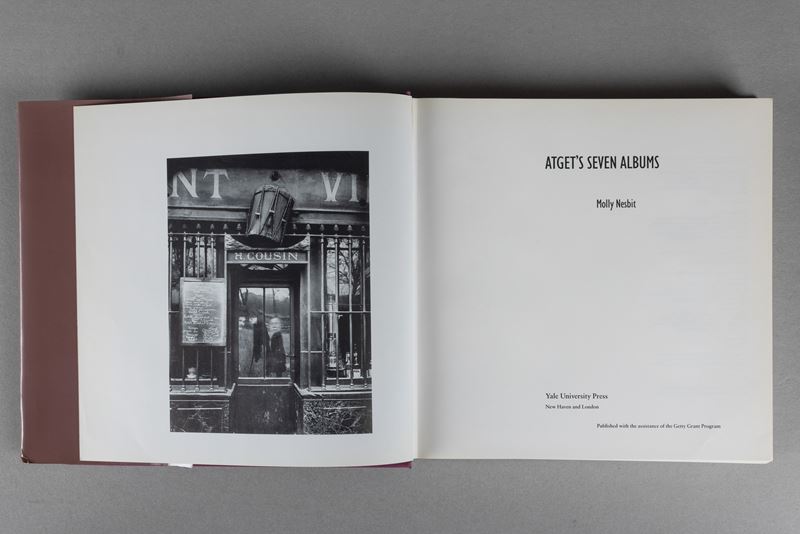 NT VI
H. COUSIN
ATGET'S SEVEN ALBUMS
Molly Nesbit
Yale University Press
New Haven and London
Published with the assistance of the Getty Grant Program